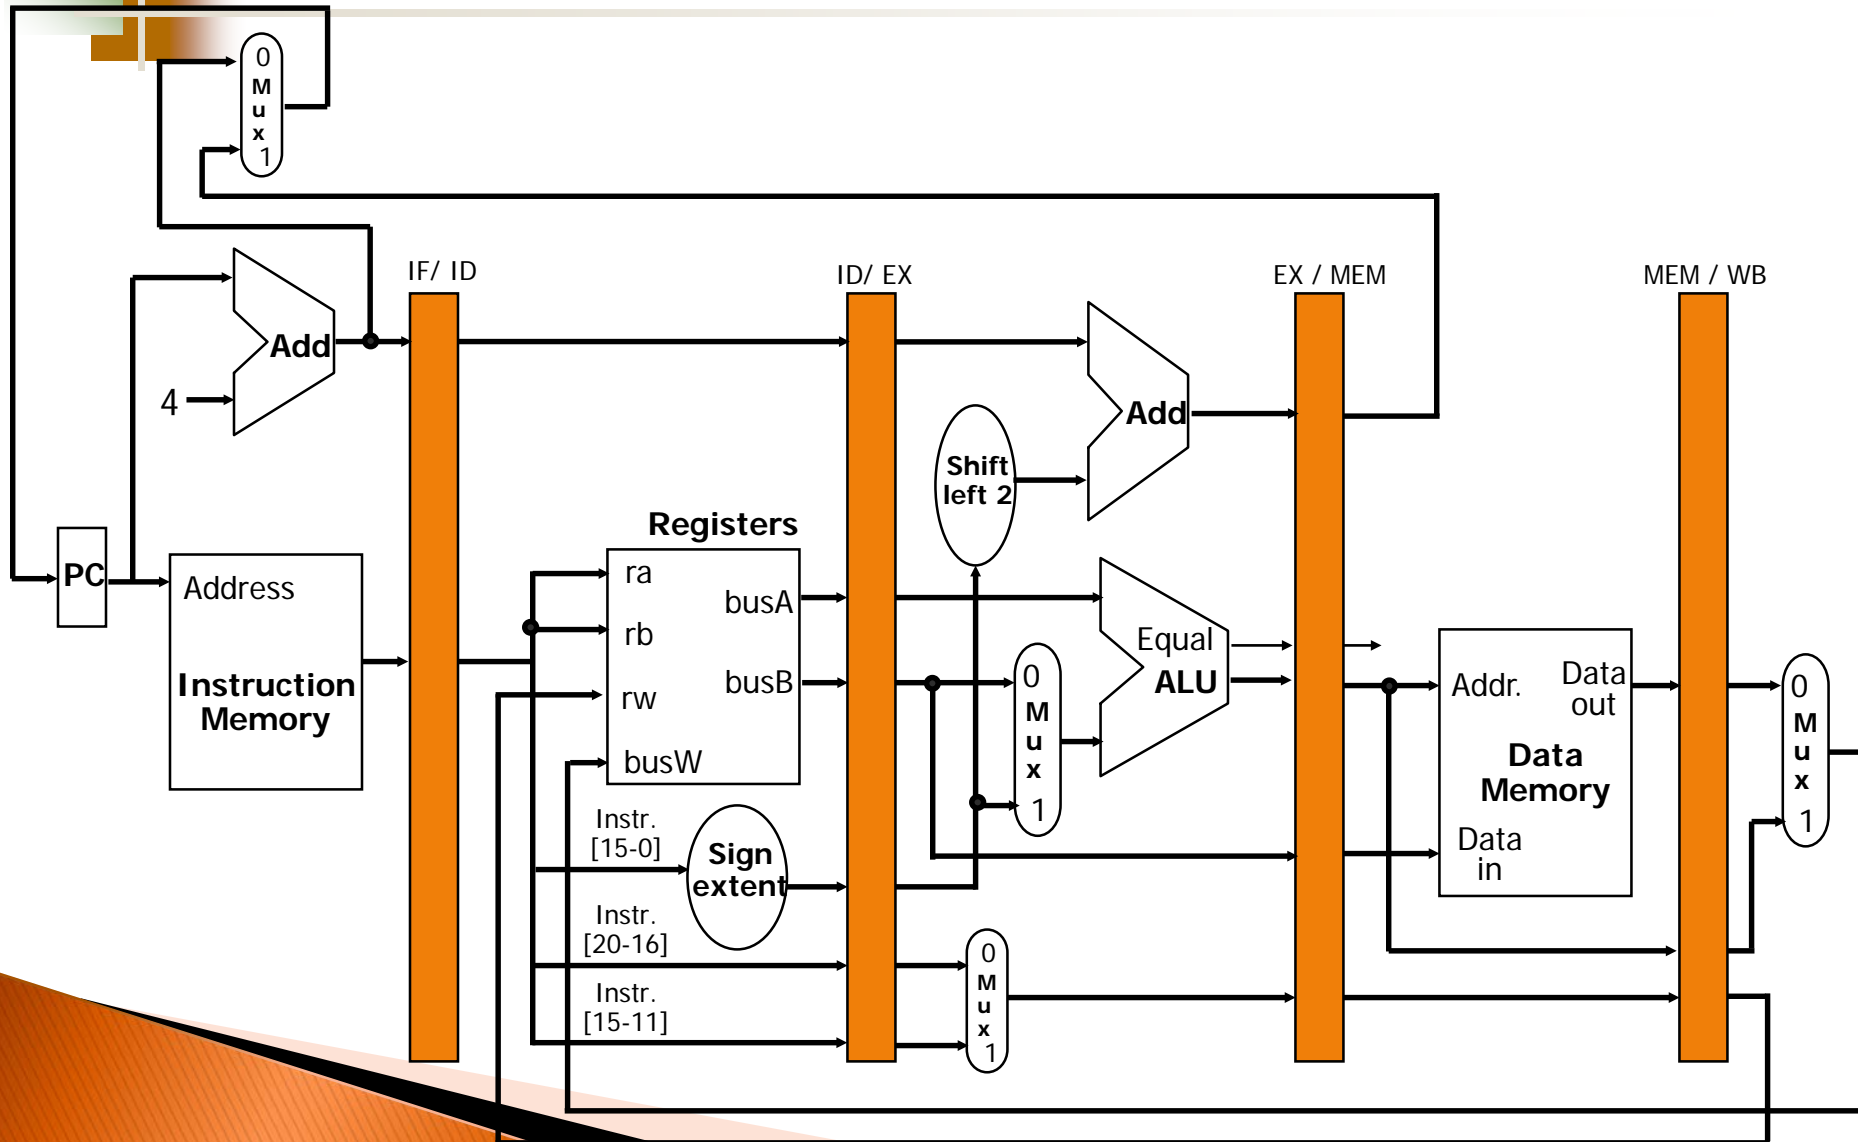 0
M
u
x
1
IF/ ID
ID/ EX
EX / MEM
MEM / WB
Add
4
Add
Shift
left 2
Registers
PC
Address
Instruction
Memory
ra
rb
rw
busW
busA
busB
Equal
ALU
0
M
u
x
1
Addr.
Data
out
Data
Memory
Data
in
0
M
u
x
1
Instr.
[15-0]
Sign
extent
Instr.
[20-16]
Instr.
[15-11]
0
M
u
x
1